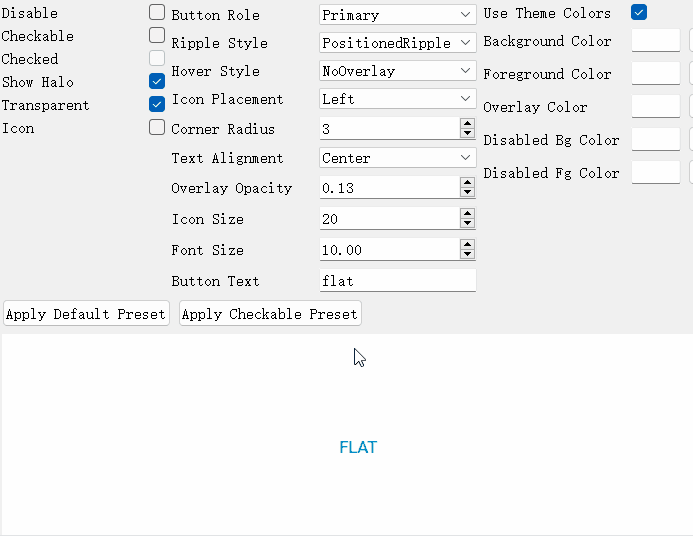 Disable
Checkable
Checked
Show Halo
Transparent
Icon
Button Role Primary
Ripple Style PositionedRipple
Hover Style NoOverlay
Icon Placement Left
Corner Radius 3
Text Alignment Center
Overlay Opacity 0.13
Icon Size 20
Font Size 10.00
Button Text flat
Use Theme Colors
Background Color
Foreground Color
Overlay Color
Disabled Bg Color
Disabled Fg Color
Apply Default Preset Apply Checkable Preset
FLAT